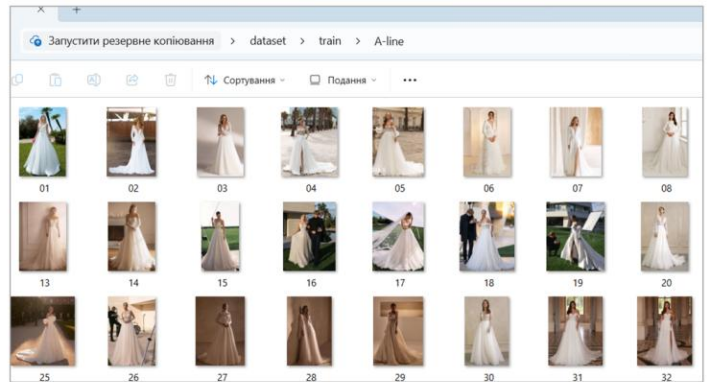 Запустити резервне копіювання > dataset > train > A-line
Сортування Подання ...
01 02 03 04 05 06 07 08
13 14 15 16 17 18 19 20
25 26 27 28 29 30 31 32